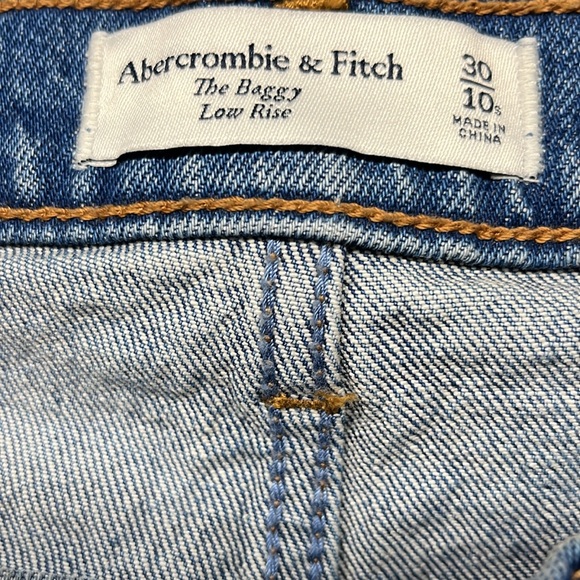 Abercrombie & Fitch
The Baggy
Low Rise
30
10s
MADE IN
CHINA